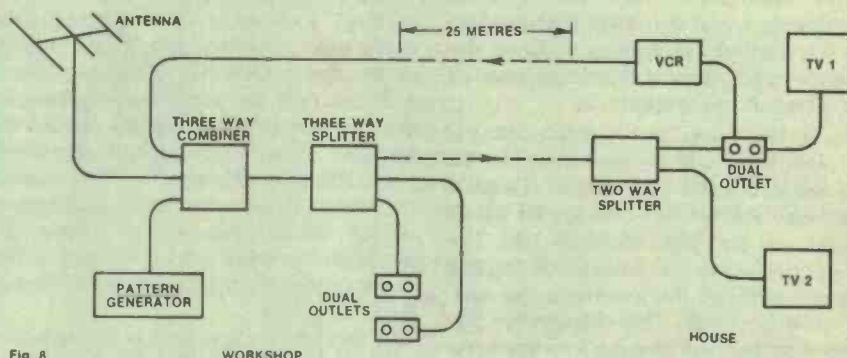 ANTENNA
25 METRES
VCR
TV 1
THREE WAY
COMBINER
THREE WAY
SPLITTER
DUAL
OUTLET
TWO WAY
SPLITTER
PATTERN
GENERATOR
DUAL
OUTLETS
TV 2
Fig. 8
WORKSHOP
HOUSE